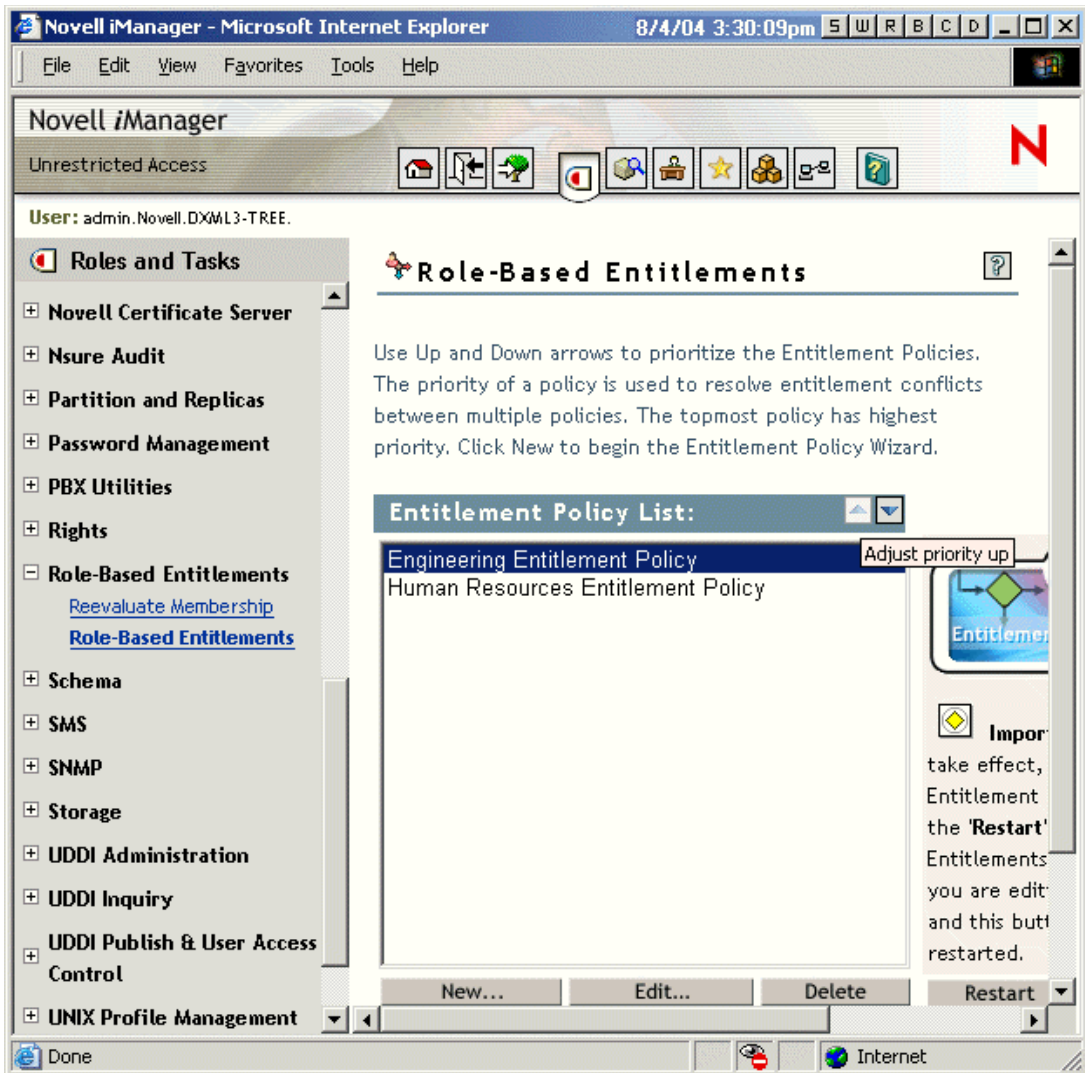 Novell iManager - Microsoft Internet Explorer 8/4/04 3:30:09pm S W R B C D
File Edit View Favorites Tools Help
Novell iManager
Unrestricted Access
N
User: admin.Novell.DXML3-TREE.
Roles and Tasks
Novell Certificate Server
Nsure Audit
Partition and Replicas
Password Management
PBX Utilities
Rights
Role-Based Entitlements
Reevaluate Membership
Role-Based Entitlements
Schema
SMS
SNMP
Storage
UDDI Administration
UDDI Inquiry
UDDI Publish & User Access
Control
UNIX Profile Management
Role-Based Entitlements
?
Use Up and Down arrows to prioritize the Entitlement Policies.
The priority of a policy is used to resolve entitlement conflicts
between multiple policies. The topmost policy has highest
priority. Click New to begin the Entitlement Policy Wizard.
Entitlement Policy List:
Adjust priority up
Engineering Entitlement Policy
Human Resources Entitlement Policy
New... Edit... Delete
Entitleme
Impor
take effect,
Entitlement
the 'Restart'
Entitlements
you are edit
and this butt
restarted.
Restart
Done Internet